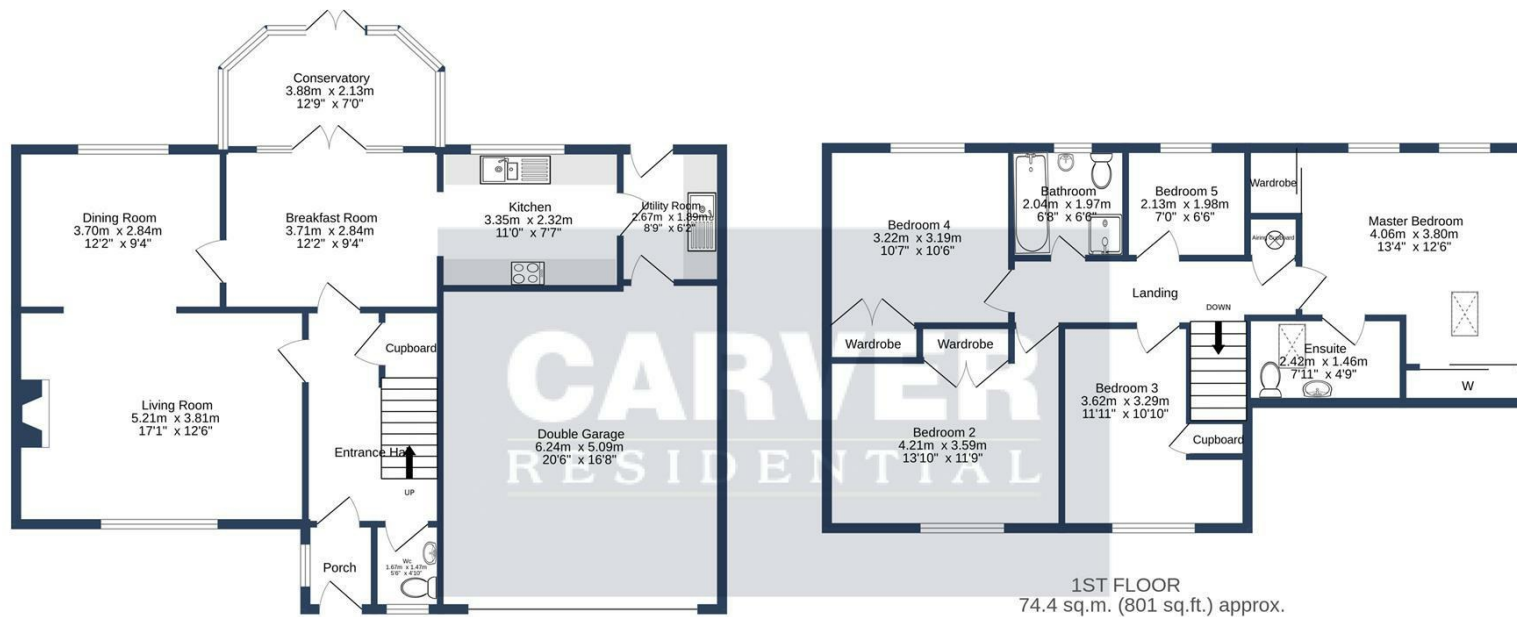 Conservatory
3.88m x 2.13m
12'9" x 7'0"
Dining Room
3.70m x 2.84m
12'2" x 9'4"
Breakfast Room
3.71m x 2.84m
12'2" x 9'4"
Kitchen
3.35m x 2.32m
11'0" x 7'7"
Utility Room
2.67m x 1.89m
8'9" x 6'2"
Living Room
5.21m x 3.81m
17'1" x 12'6"
Cupboard
Entrance Hall
UP
Double Garage
6.24m x 5.09m
20'6" x 16'8"
Porch
Wc
1.67m x 1.47m
5'6" x 4'10"
CARVER
RESIDENTIAL
Bedroom 4
3.22m x 3.19m
10'7" x 10'6"
Bathroom
2.04m x 1.97m
6'8" x 6'6"
Bedroom 5
2.13m x 1.98m
7'0" x 6'6"
Wardrobe
Master Bedroom
4.06m x 3.80m
13'4" x 12'6"
Airing Cupboard
Landing
DOWN
Wardrobe
Wardrobe
Ensuite
2.42m x 1.46m
7'11" x 4'9"
W
Bedroom 3
3.62m x 3.29m
11'11" x 10'10"
Bedroom 2
4.21m x 3.59m
13'10" x 11'9"
Cupboard
1ST FLOOR
74.4 sq.m. (801 sq.ft.) approx.